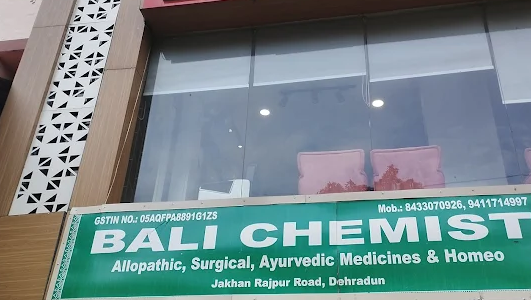 GSTIN NO.: 05AQFPA8891G1ZS Mob.: 8433070926, 9411714997
BALI CHEMIST
Allopathic, Surgical, Ayurvedic Medicines & Homeo
Jakhan Rajpur Road, Dehradun